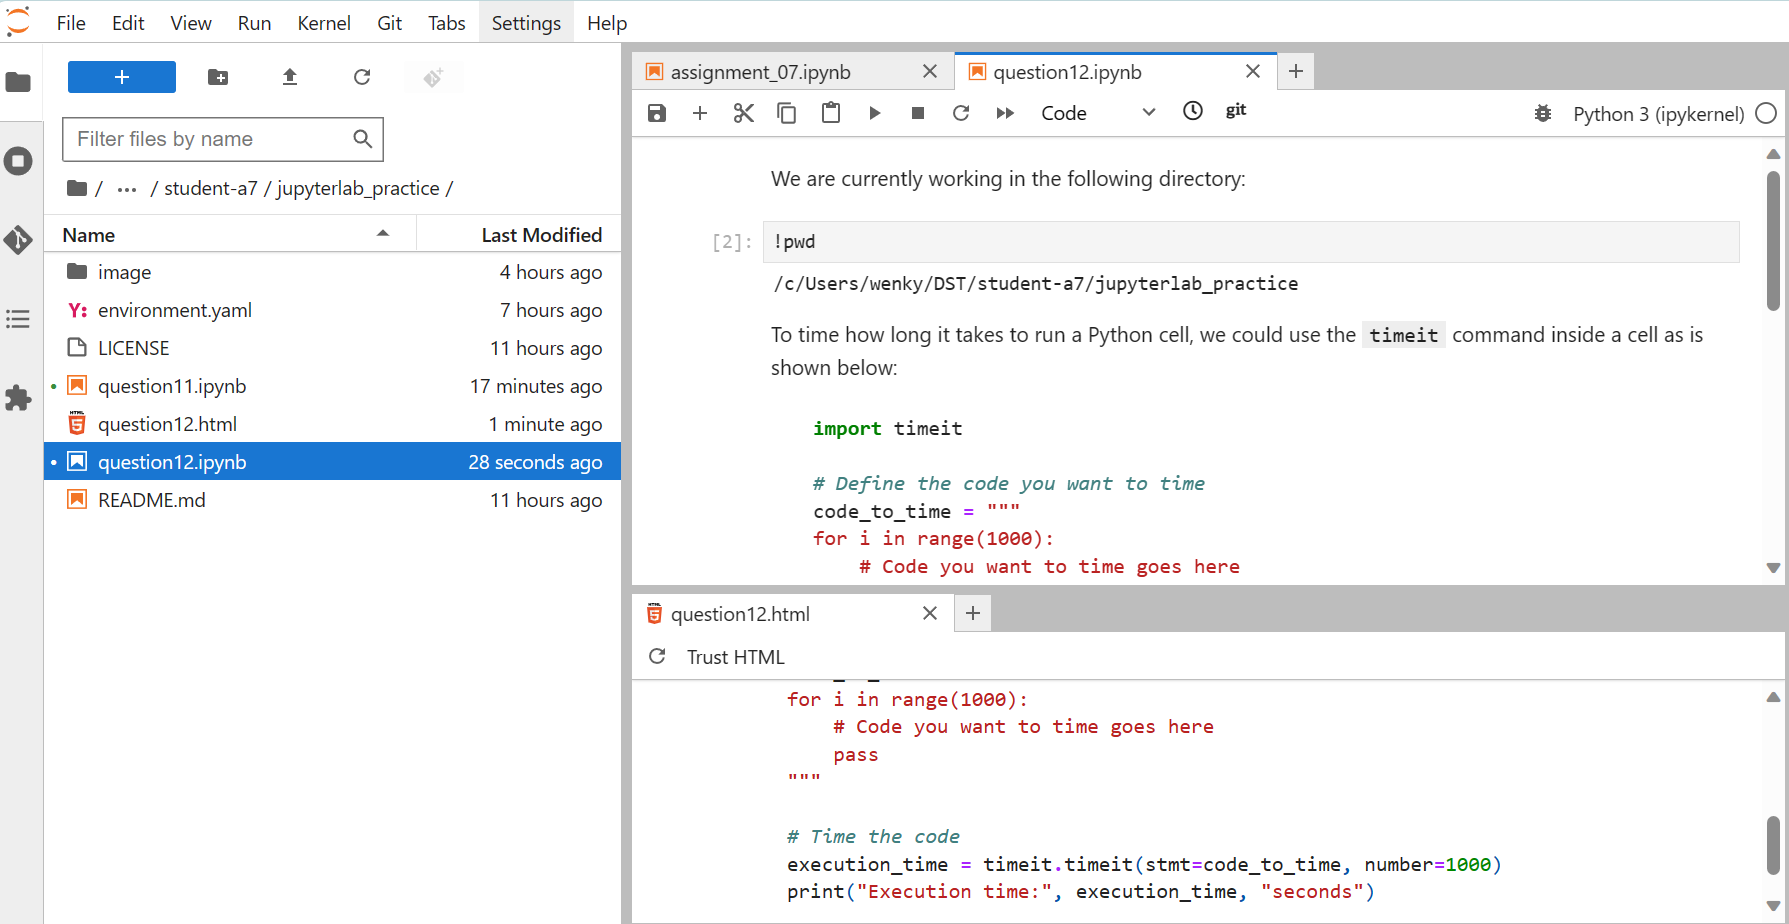 File Edit View Run Kernel Git Tabs Settings Help
Filter files by name
/ ... / student-a7 / jupyterlab_practice /
Name Last Modified
image 4 hours ago
Y: environment.yaml 7 hours ago
LICENSE 11 hours ago
question11.ipynb 17 minutes ago
HTML 5 question12.html 1 minute ago
question12.ipynb 28 seconds ago
README.md 11 hours ago
assignment_07.ipynb question12.ipynb
Code git Python 3 (ipykernel)
We are currently working in the following directory:
[2]: !pwd
/c/Users/wenky/DST/student-a7/jupyterlab_practice
To time how long it takes to run a Python cell, we could use the timeit command inside a cell as is
shown below:
import timeit
# Define the code you want to time
code_to_time = """
for i in range(1000):
    # Code you want to time goes here
HTML 5 question12.html
Trust HTML
for i in range(1000):
    # Code you want to time goes here
    pass
"""
# Time the code
execution_time = timeit.timeit(stmt=code_to_time, number=1000)
print("Execution time:", execution_time, "seconds")